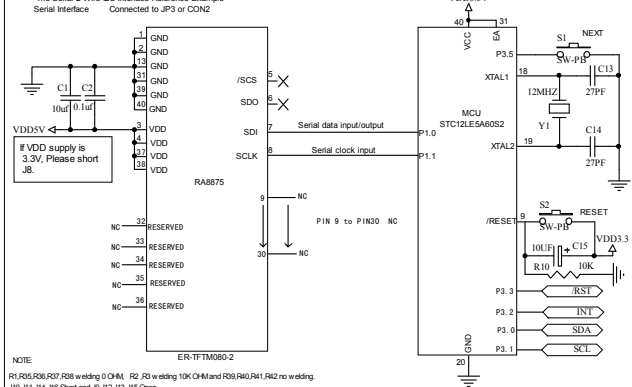 Serial Interface Connected to JP3 or CON2
1 GND
2 GND
13 GND
31 GND
39 GND
40 GND
C1 C2
10uf 0.1uf
VDD5V
3 VDD
4 VDD
37 VDD
38 VDD
If VDD supply is
3.3V, Please short
J8.
/SCS 5
SDO 6
SDI 7 Serial data input/output P1.0
SCLK 8 Serial clock input P1.1
RA8875
9 NC
PIN 9 to PIN30 NC
30 NC
NC 32 RESERVED
NC 33 RESERVED
NC 34 RESERVED
NC 35 RESERVED
NC 36 RESERVED
ER-TFTM080-2
40 31
VCC EA
MCU
STC12LE5A60S2
P3.5
S1 NEXT
SW-PB
XTAL1 18
C13
27PF
12MHZ
Y1
XTAL2 19
C14
27PF
/RESET 9
S2 RESET
SW-PB
VDD3.3
10UF + C15
R10 10K
P3.3 /RST
P3.2 INT
P3.0 SDA
P3.1 SCL
GND
20
NOTE:
R1,R35,R36,R37,R38 welding 0 OHM, R2 ,R3 welding 10K OHM and R39,R40,R41,R42 no welding.